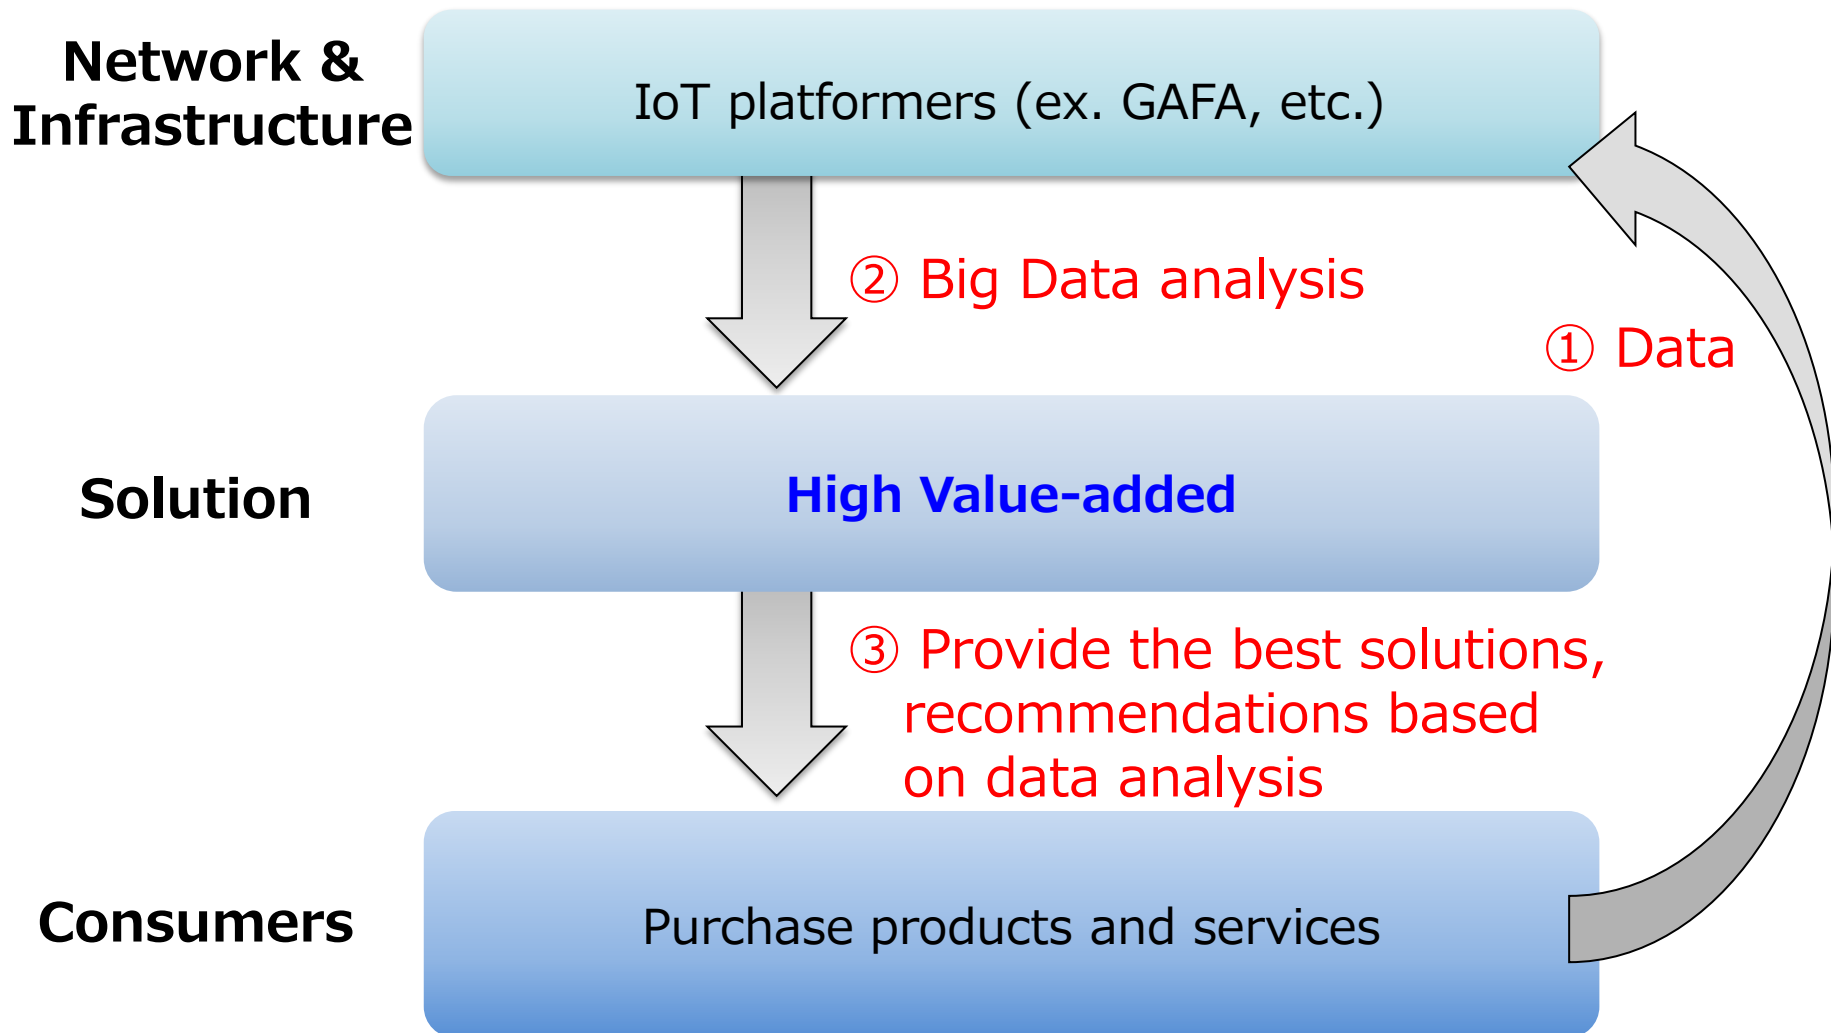 Network &
Infrastructure
IoT platformers (ex. GAFA, etc.)
② Big Data analysis
① Data
Solution
High Value-added
③ Provide the best solutions,
recommendations based
on data analysis
Consumers
Purchase products and services